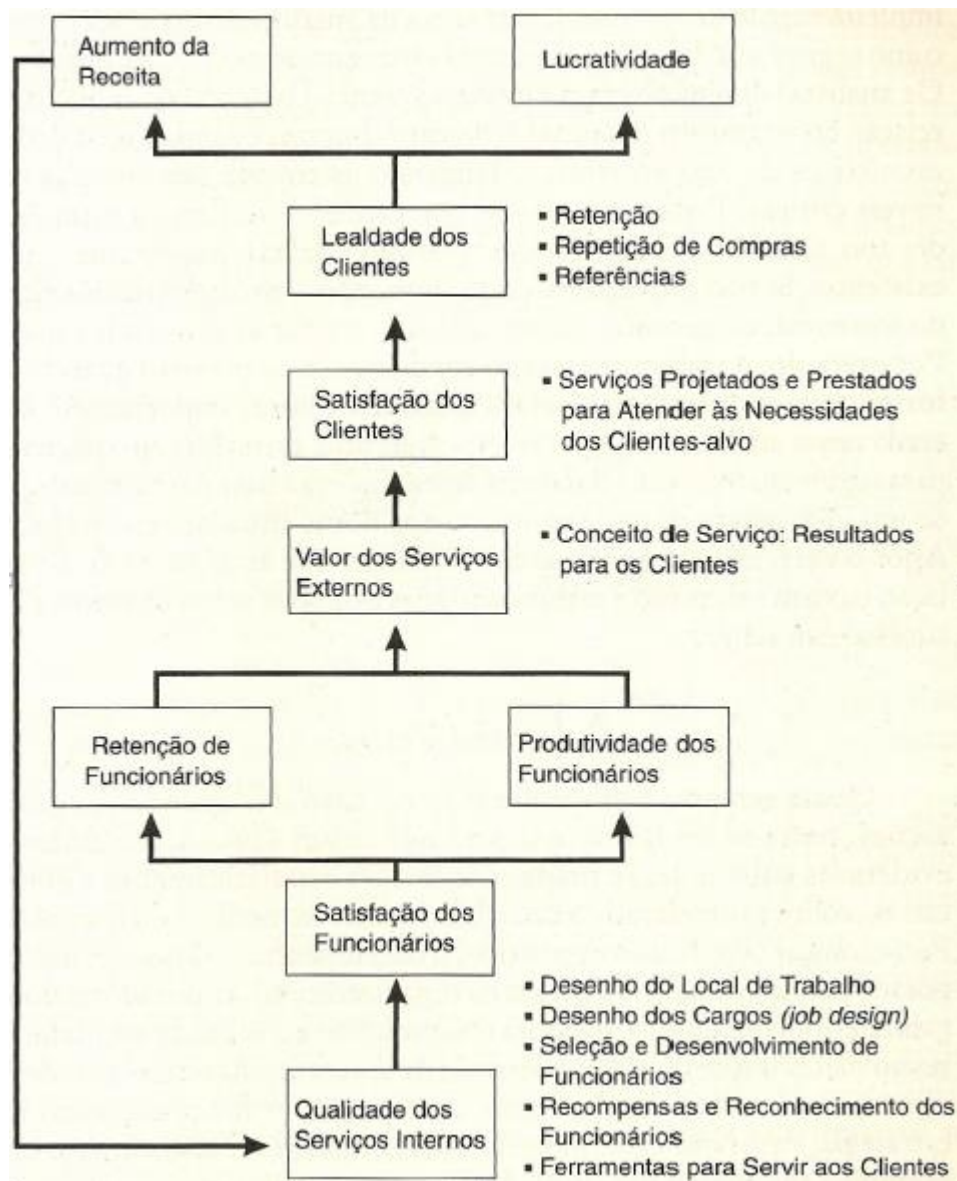 Aumento da
Receita
Lucratividade
Lealdade dos
Clientes
▪ Retenção
▪ Repetição de Compras
▪ Referências
Satisfação dos
Clientes
▪ Serviços Projetados e Prestados
para Atender às Necessidades
dos Clientes-alvo
Valor dos Serviços
Externos
▪ Conceito de Serviço: Resultados
para os Clientes
Retenção de
Funcionários
Produtividade dos
Funcionários
Satisfação dos
Funcionários
Qualidade dos
Serviços Internos
▪ Desenho do Local de Trabalho
▪ Desenho dos Cargos (job design)
▪ Seleção e Desenvolvimento de
Funcionários
▪ Recompensas e Reconhecimento dos
Funcionários
▪ Ferramentas para Servir aos Clientes